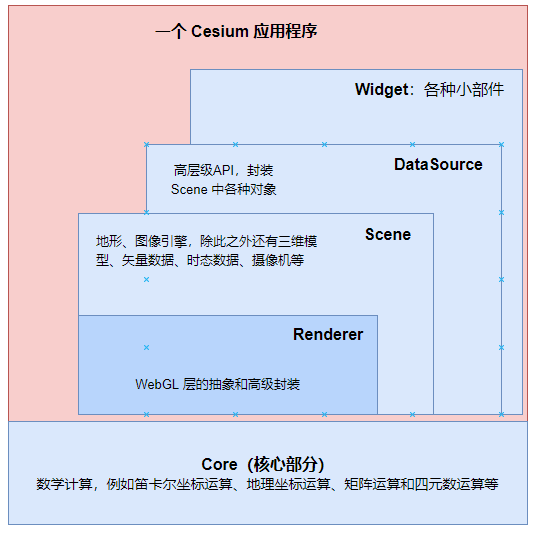 一个 Cesium 应用程序
Widget：各种小部件
DataSource
高层级API，封装
Scene 中各种对象
Scene
地形、图像引擎，除此之外还有三维模
型、矢量数据、时态数据、摄像机等
Renderer
WebGL 层的抽象和高级封装
Core（核心部分）
数学计算，例如笛卡尔坐标运算、地理坐标运算、矩阵运算和四元数运算等